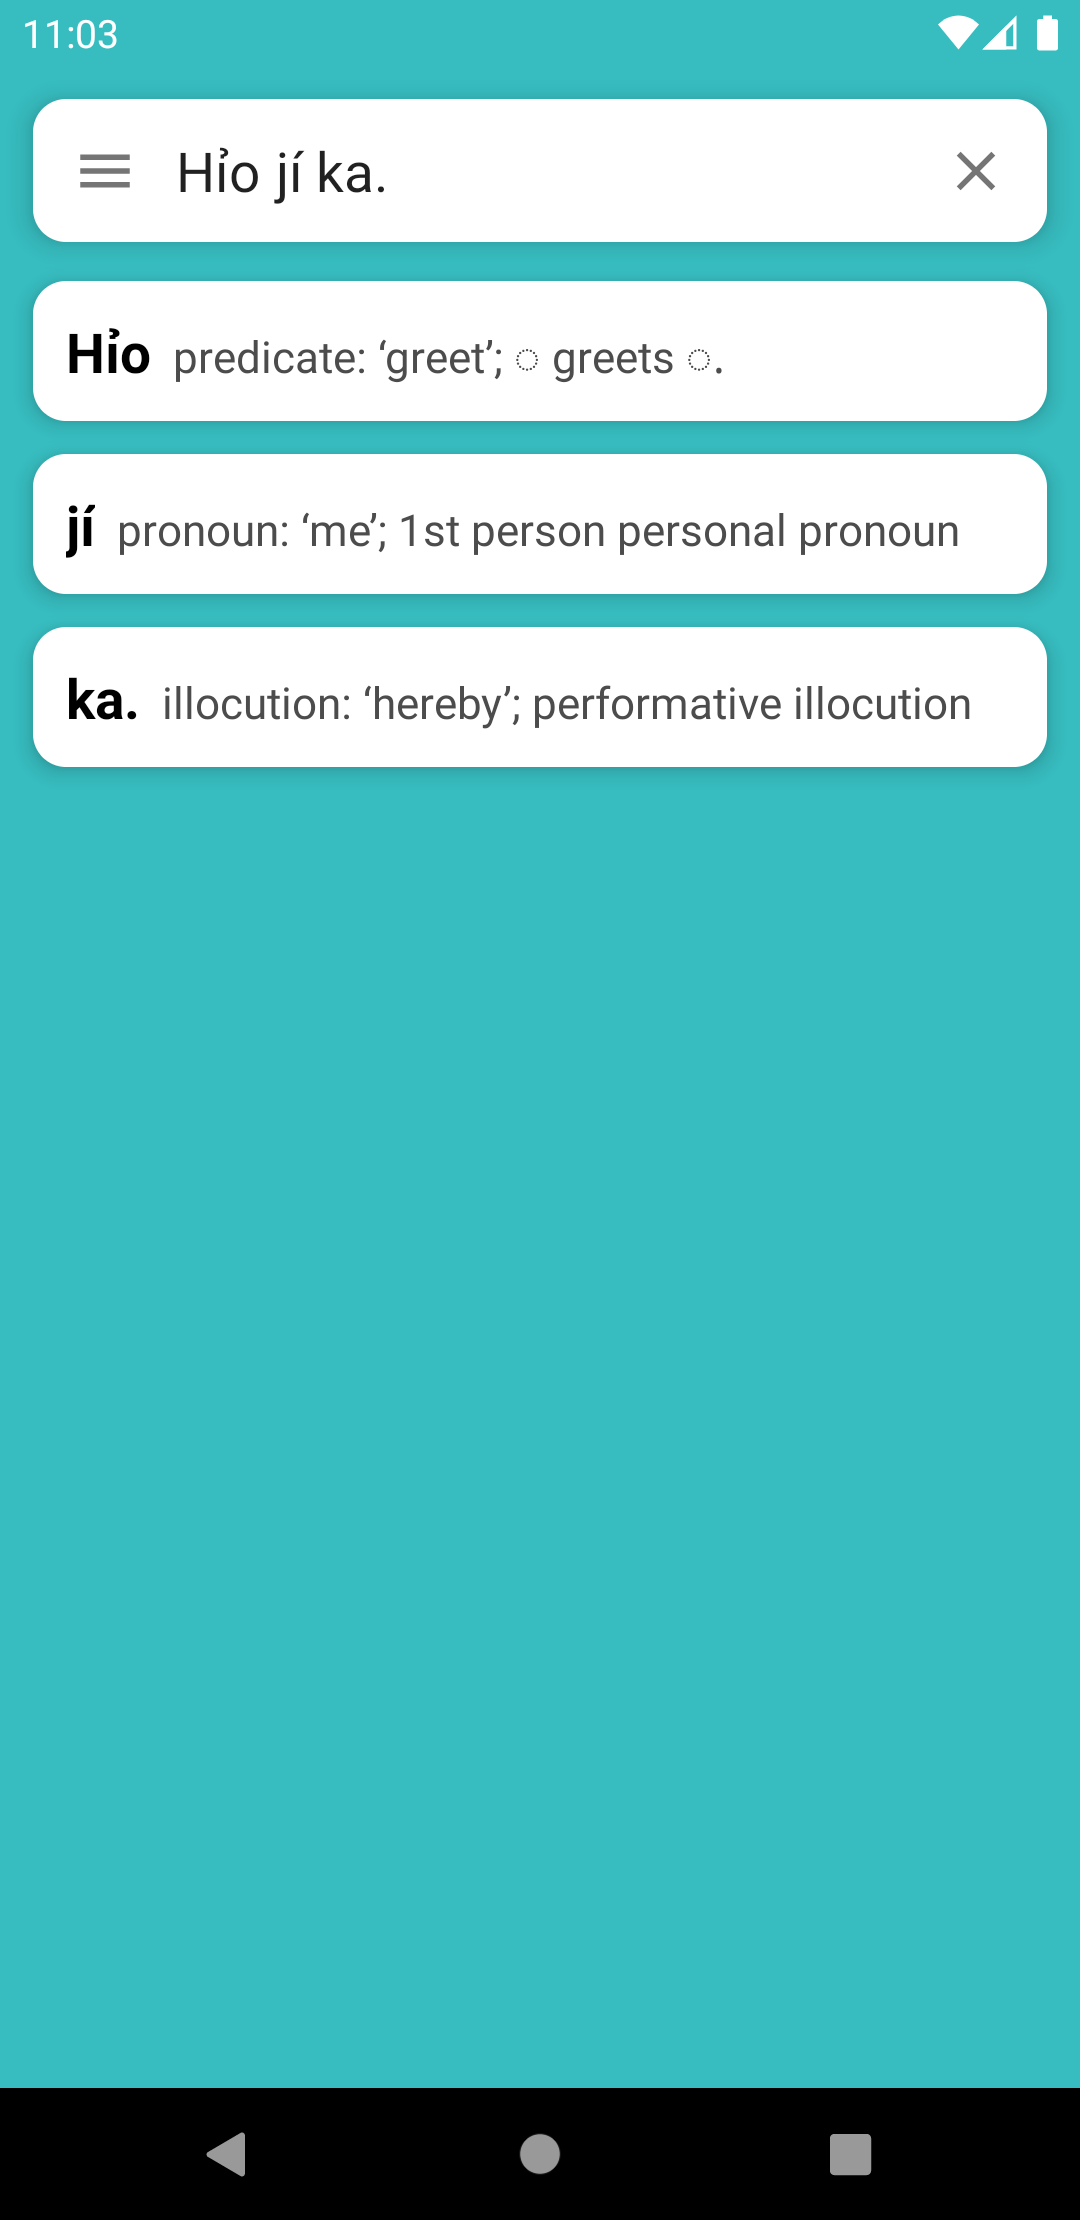 11:03
Hỉo jí ka.
Hỉo predicate: ‘greet’; ◌ greets ◌.
jí pronoun: ‘me’; 1st person personal pronoun
ka. illocution: ‘hereby’; performative illocution